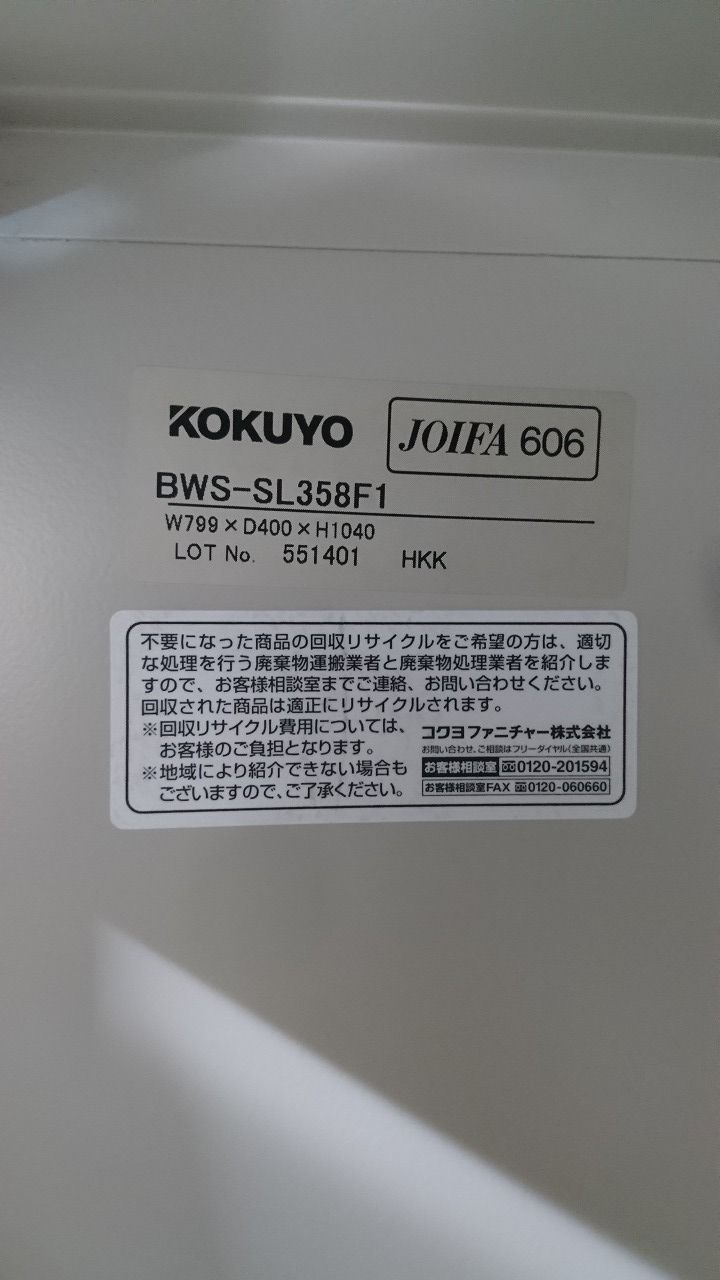 KOKUYO
JOIFA 606
BWS-SL358F1
W799×D400×H1040
LOT No. 551401 HKK
不要になった商品の回収リサイクルをご希望の方は、適切
な処理を行う廃棄物運搬業者と廃棄物処理業者を紹介しま
すので、お客様相談室までご連絡、お問い合わせください。
回収された商品は適正にリサイクルされます。
※回収リサイクル費用については、
お客様のご負担となります。
※地域により紹介できない場合も
ございますので、ご了承ください。
コクヨファニチャー株式会社
お問い合わせ、ご相談はフリーダイヤル(全国共通)
お客様相談室 0120-201594
お客様相談室FAX 0120-060660